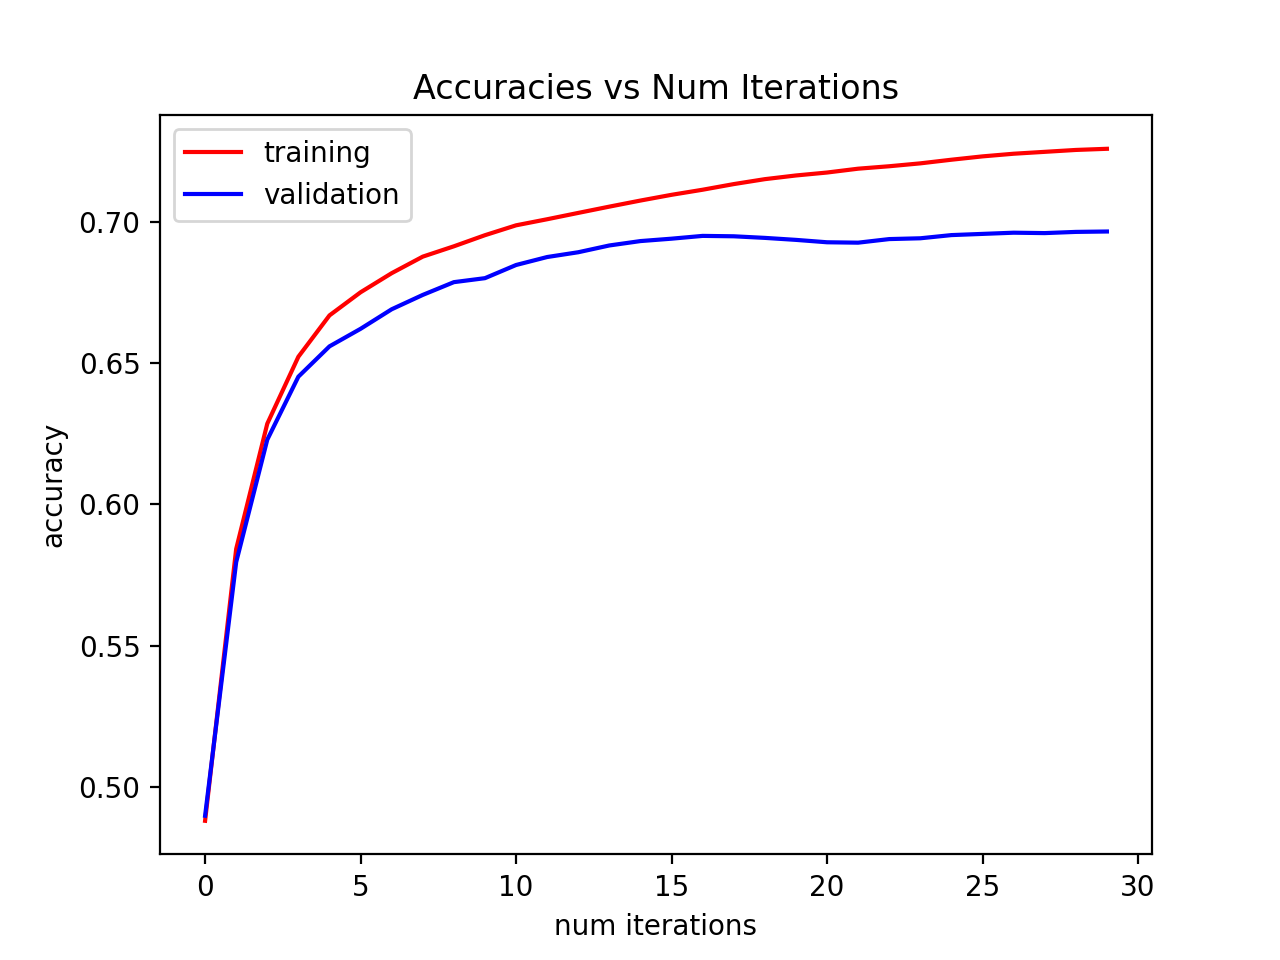 Accuracies vs Num Iterations
training
validation
0.70
0.65
0.60
0.55
0.50
accuracy
0 5 10 15 20 25 30
num iterations